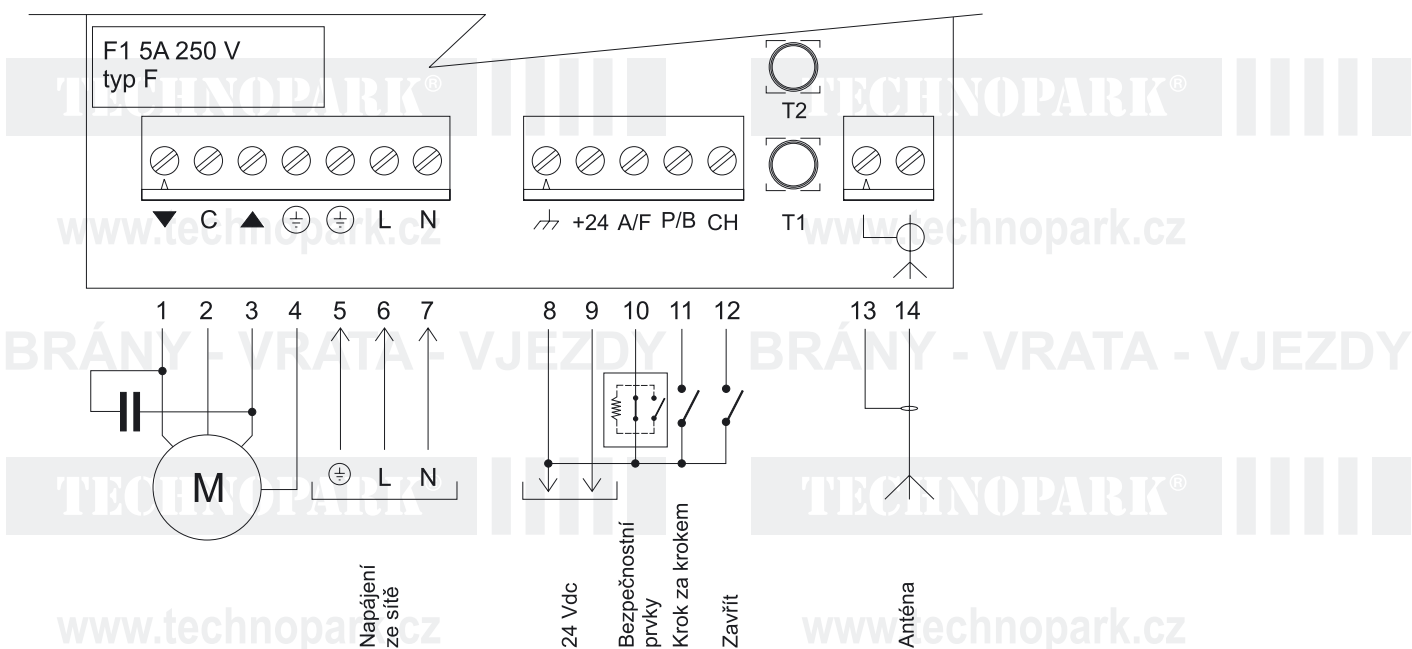 F1 5A 250 V
typ F
TECHNOPARK®
TECHNOPARK®
T2
C L N
+24 A/F P/B CH
T1
www.technopark.cz
www.technopark.cz
1 2 3 4 5 6 7
8 9 10 11 12
13 14
BRÁNY - VRATA - VJEZDY
BRÁNY - VRATA - VJEZDY
M
L N
TECHNOPARK®
TECHNOPARK®
Napájení
ze sítě
24 Vdc
Bezpečnostní
prvky
Krok za krokem
Zavřít
Anténa
www.technopark.cz
www.technopark.cz